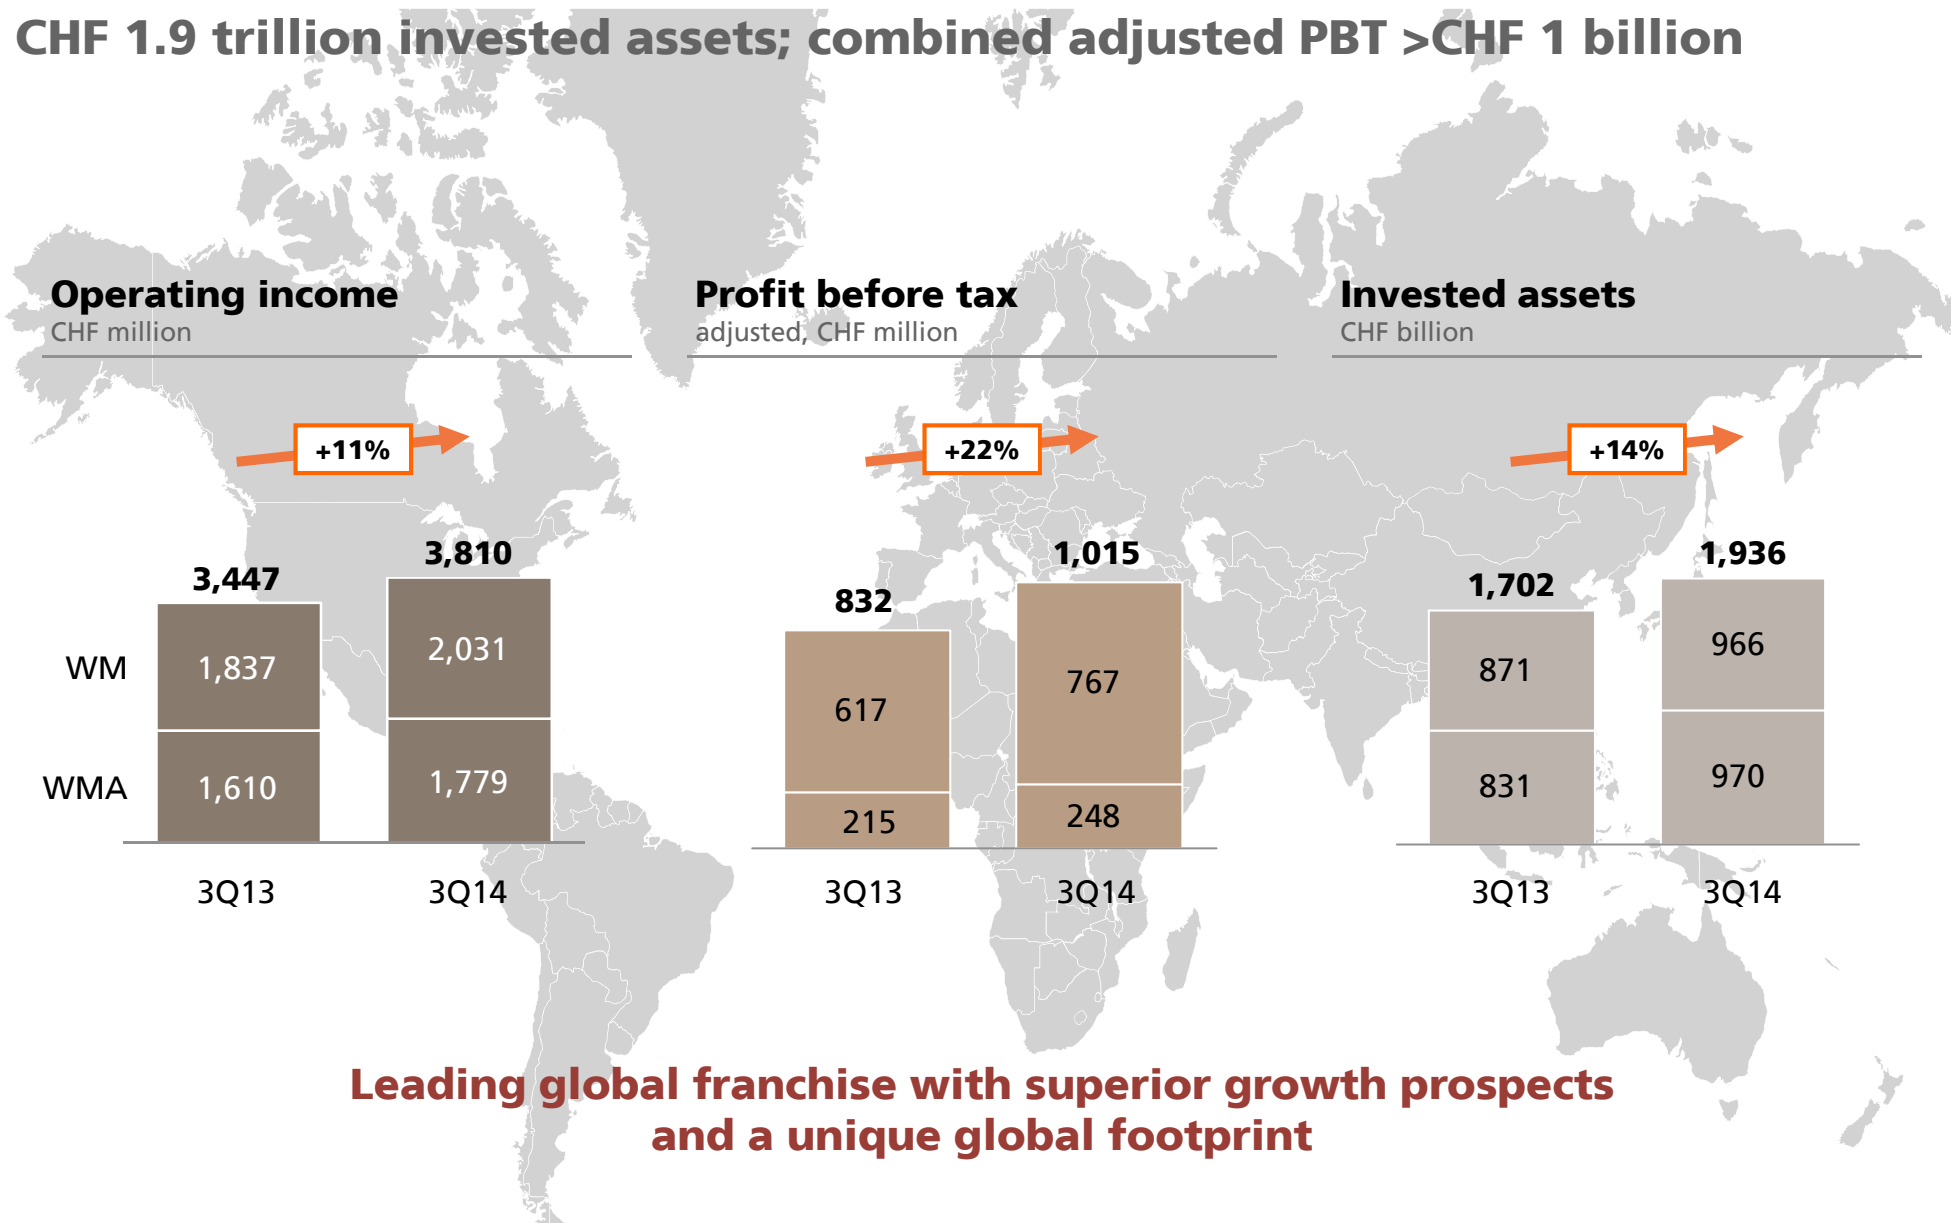 CHF 1.9 trillion invested assets; combined adjusted PBT >CHF 1 billion
Operating income
CHF million
+11%
3,447
3,810
WM
1,837
2,031
WMA
1,610
1,779
3Q13
3Q14
Profit before tax
adjusted, CHF million
+22%
832
1,015
617
767
215
248
3Q13
3Q14
Invested assets
CHF billion
+14%
1,702
1,936
871
966
831
970
3Q13
3Q14
Leading global franchise with superior growth prospects
and a unique global footprint